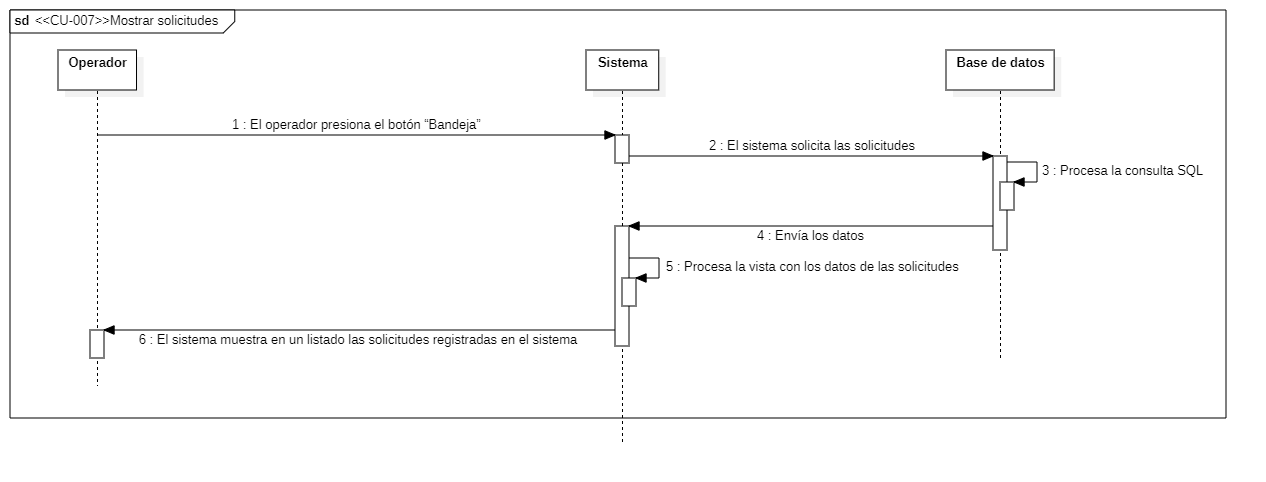 sd <<CU-007>>Mostrar solicitudes
Operador
Sistema
Base de datos
1 : El operador presiona el botón “Bandeja”
2 : El sistema solicita las solicitudes
3 : Procesa la consulta SQL
4 : Envía los datos
5 : Procesa la vista con los datos de las solicitudes
6 : El sistema muestra en un listado las solicitudes registradas en el sistema